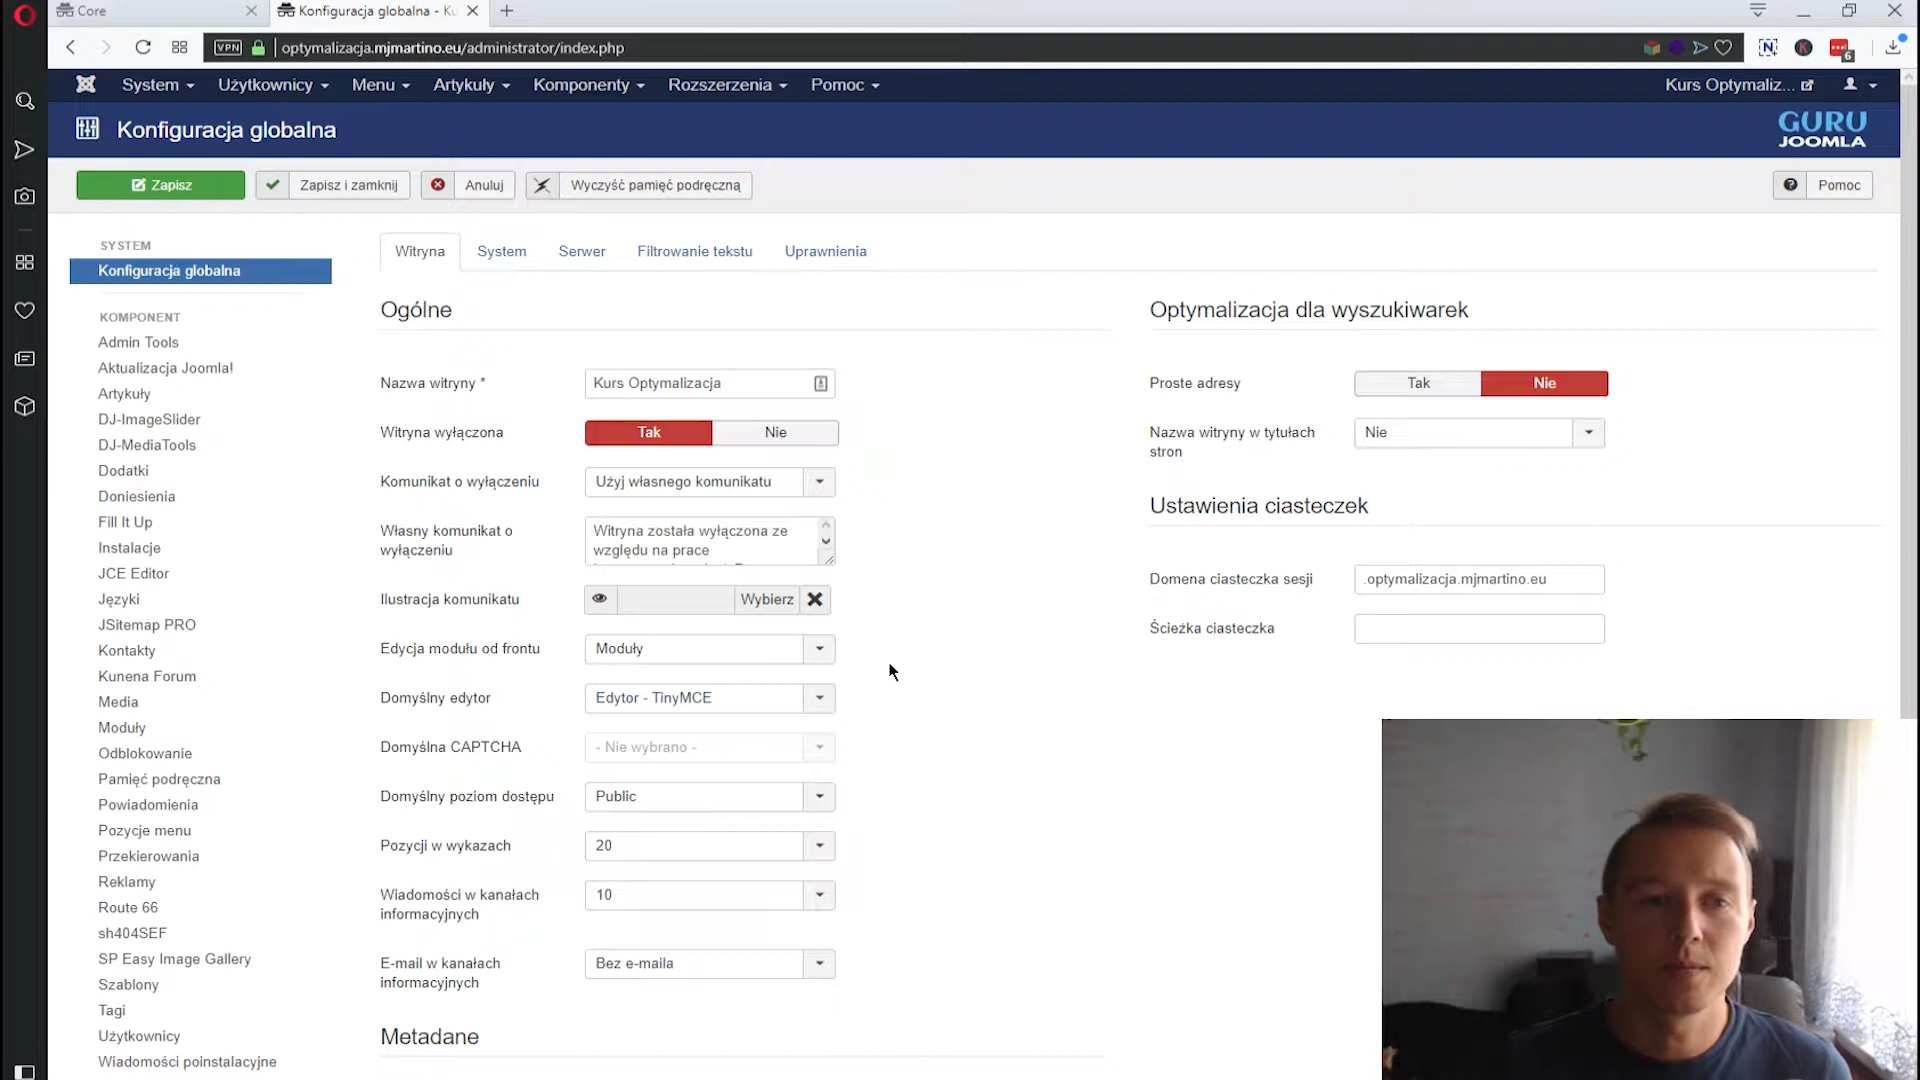 Core
Konfiguracja globalna - Ku
VPN
optymalizacja.mjmartino.eu/administrator/index.php
N
K
6
System
Użytkownicy
Menu
Artykuły
Komponenty
Rozszerzenia
Pomoc
Kurs Optymaliz...
Konfiguracja globalna
GURU
JOOMLA
Zapisz
Zapisz i zamknij
Anuluj
Wyczyść pamięć podręczną
Pomoc
SYSTEM
Konfiguracja globalna
KOMPONENT
Admin Tools
Aktualizacja Joomla!
Artykuły
DJ-ImageSlider
DJ-MediaTools
Dodatki
Doniesienia
Fill It Up
Instalacje
JCE Editor
Języki
JSitemap PRO
Kontakty
Kunena Forum
Media
Moduły
Odblokowanie
Pamięć podręczna
Powiadomienia
Pozycje menu
Przekierowania
Reklamy
Route 66
sh404SEF
SP Easy Image Gallery
Szablony
Tagi
Użytkownicy
Wiadomości poinstalacyjne
Witryna
System
Serwer
Filtrowanie tekstu
Uprawnienia
Ogólne
Nazwa witryny *
Kurs Optymalizacja
Witryna wyłączona
Tak
Nie
Komunikat o wyłączeniu
Użyj własnego komunikatu
Własny komunikat o
wyłączeniu
Witryna została wyłączona ze
względu na prace
Ilustracja komunikatu
Wybierz
Edycja modułu od frontu
Moduły
Domyślny edytor
Edytor - TinyMCE
Domyślna CAPTCHA
- Nie wybrano -
Domyślny poziom dostępu
Public
Pozycji w wykazach
20
Wiadomości w kanałach
informacyjnych
10
E-mail w kanałach
informacyjnych
Bez e-maila
Metadane
Optymalizacja dla wyszukiwarek
Proste adresy
Tak
Nie
Nazwa witryny w tytułach
stron
Nie
Ustawienia ciasteczek
Domena ciasteczka sesji
.optymalizacja.mjmartino.eu
Ścieżka ciasteczka